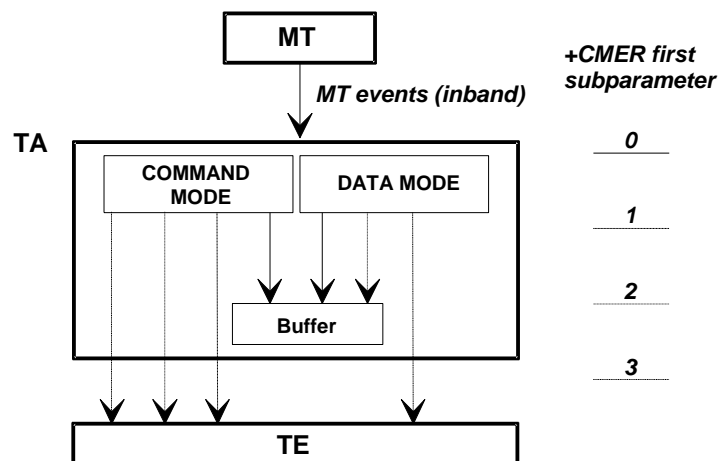 MT
+CMER first
subparameter
MT events (inband)
TA
0
COMMAND
MODE
DATA MODE
1
2
Buffer
3
TE